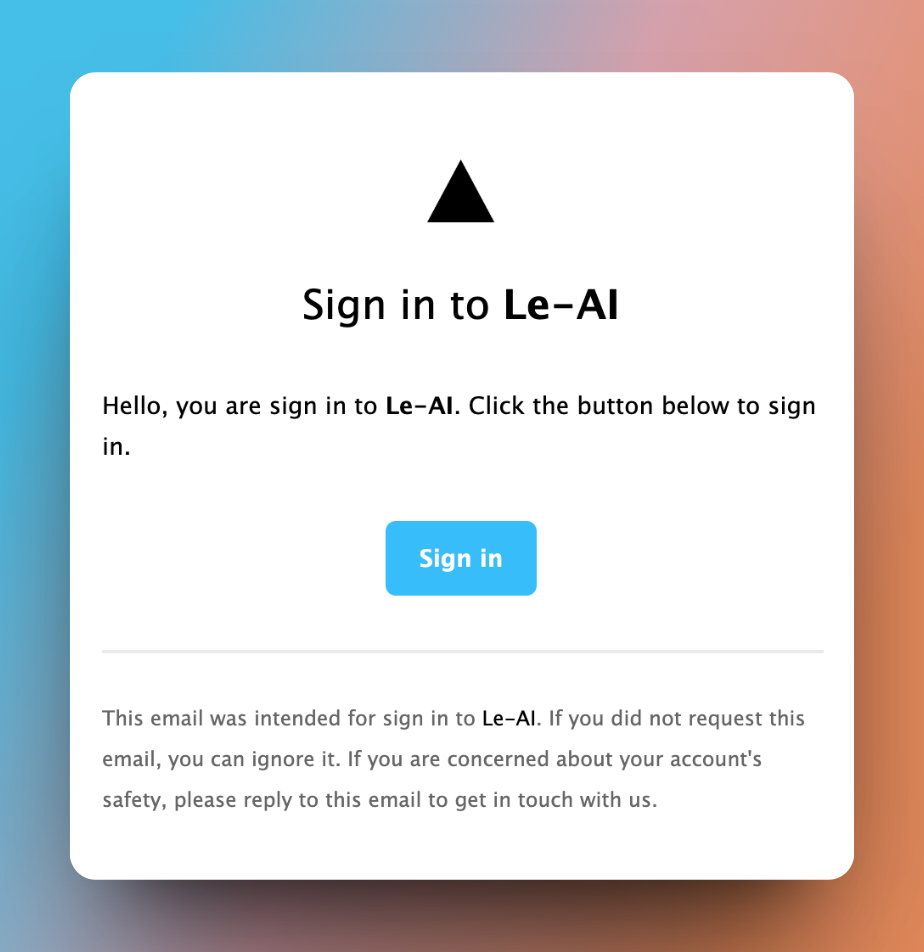 Sign in to Le-AI
Hello, you are sign in to Le-AI. Click the button below to sign
in.
Sign in
This email was intended for sign in to Le-AI. If you did not request this
email, you can ignore it. If you are concerned about your account's
safety, please reply to this email to get in touch with us.